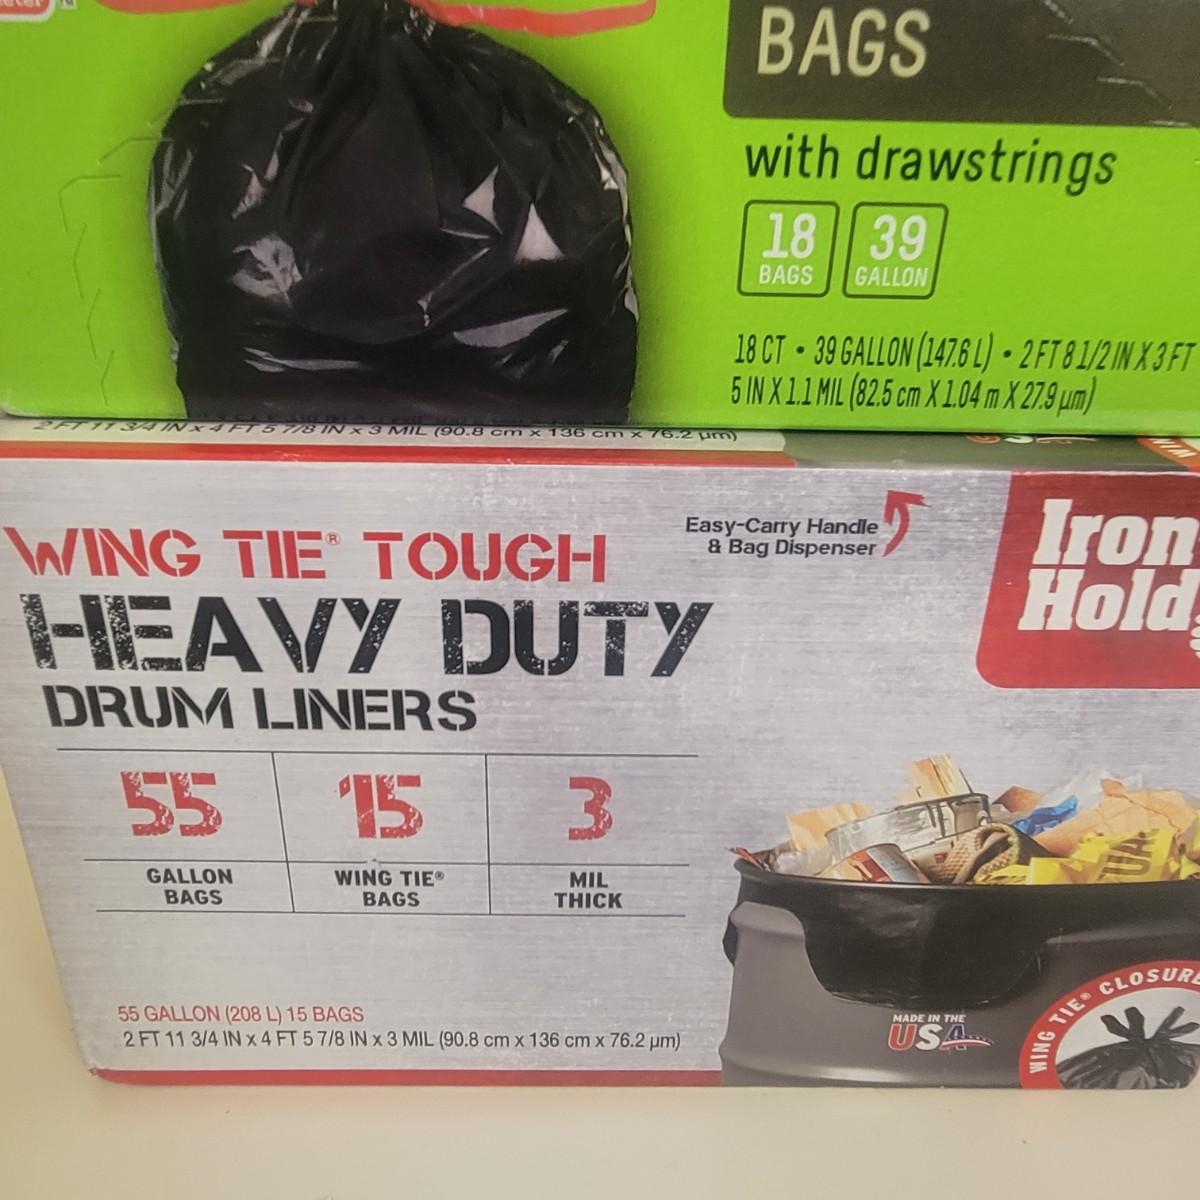 BAGS
with drawstrings
18
BAGS
39
GALLON
18 CT • 39 GALLON (147.6 L) • 2 FT 8 1/2 IN X 3 FT
5 IN X 1.1 MIL (82.5 cm X 1.04 m X 27.9 µm)
2 FT 11 3/4 IN x 4 FT 5 7/8 IN x 3 MIL (90.8 cm x 136 cm x 76.2 µm)
WING TIE® TOUGH
HEAVY DUTY
DRUM LINERS
Easy-Carry Handle
& Bag Dispenser
Iron
Hold
55
GALLON
BAGS
15
WING TIE®
BAGS
3
MIL
THICK
55 GALLON (208 L) 15 BAGS
2 FT 11 3/4 IN x 4 FT 5 7/8 IN x 3 MIL (90.8 cm x 136 cm x 76.2 µm)
MADE IN THE
USA
WING TIE® CLOSURE